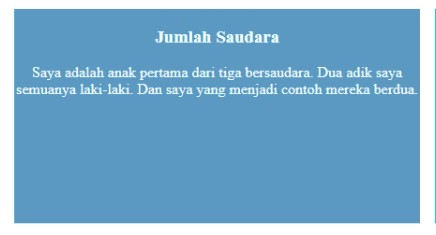 Jumlah Saudara
Saya adalah anak pertama dari tiga bersaudara. Dua adik saya
semuanya laki-laki. Dan saya yang menjadi contoh mereka berdua.